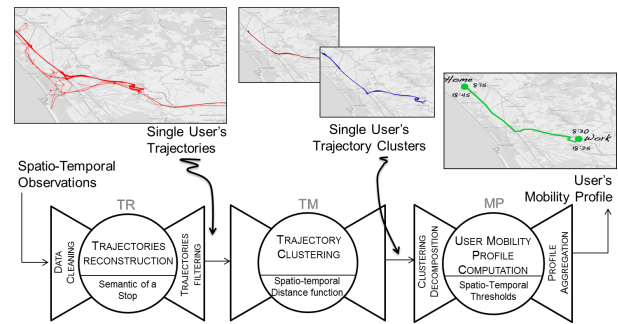 Home 8:15
18:45
8:30
Work
18:25
Single User's
Trajectories
Single User's
Trajectory Clusters
User's
Mobility Profile
Spatio-Temporal
Observations
TR
TM
MP
DATA
CLEANING
TRAJECTORIES
RECONSTRUCTION
Semantic of a
Stop
TRAJECTORIES
FILTERING
TRAJECTORY
CLUSTERING
Spatio-temporal
Distance function
CLUSTERING
DECOMPOSITION
USER MOBILITY
PROFILE
COMPUTATION
Spatio-Temporal
Thresholds
PROFILE
AGGREGATION